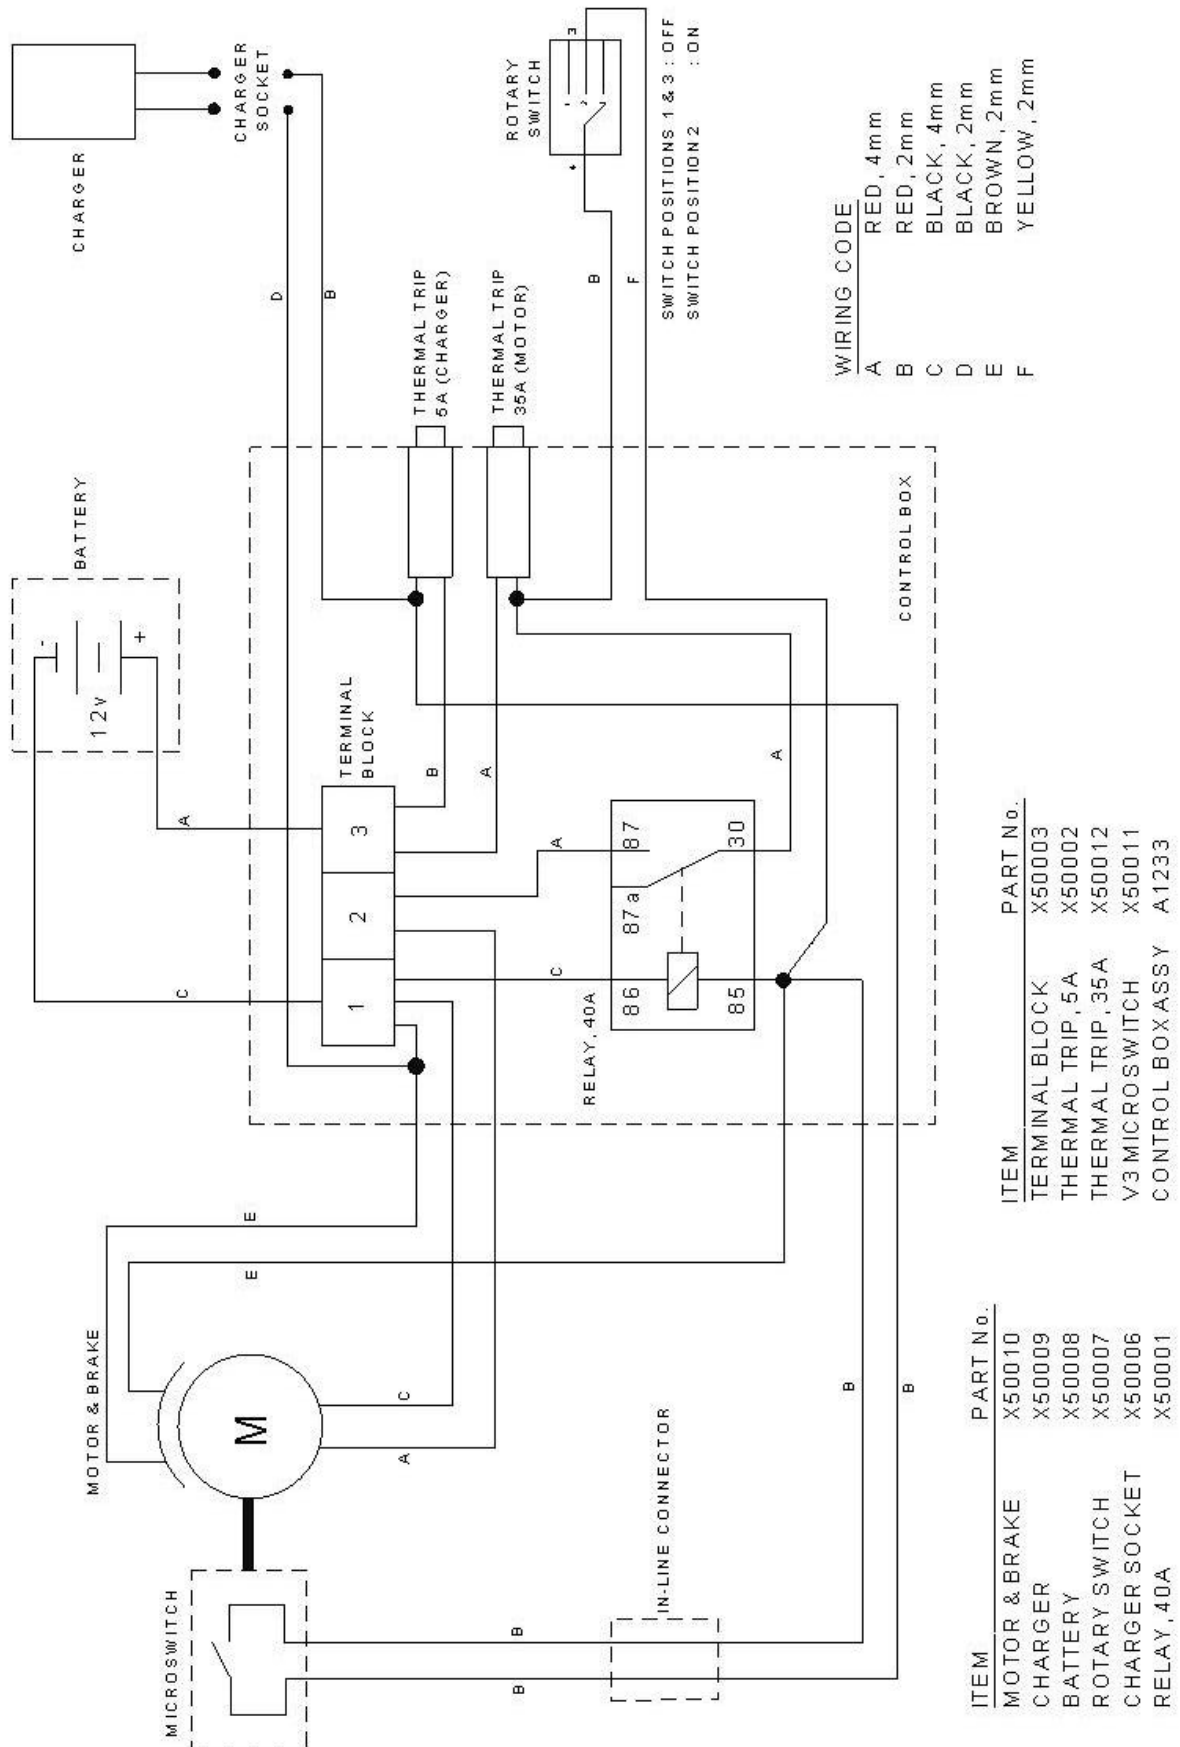 CHARGER
CHARGER
SOCKET
D
B
ROTARY
SWITCH
1
2
3
4
SWITCH POSITIONS 1 & 3 : OFF
SWITCH POSITION 2 : ON
B
F
WIRING CODE
A RED, 4mm
B RED, 2mm
C BLACK, 4mm
D BLACK, 2mm
E BROWN, 2mm
F YELLOW, 2mm
BATTERY
-
+
12v
A
C
THERMAL TRIP
5A (CHARGER)
THERMAL TRIP
35A (MOTOR)
CONTROL BOX
TERMINAL
BLOCK
1
2
3
B
A
A
C
A
RELAY, 40A
86
87a
87
85
30
E
E
MOTOR & BRAKE
M
C
A
MICROSWITCH
B
B
IN-LINE CONNECTOR
B
B
ITEM PART No.
MOTOR & BRAKE X50010
CHARGER X50009
BATTERY X50008
ROTARY SWITCH X50007
CHARGER SOCKET X50006
RELAY, 40A X50001
ITEM PART No.
TERMINAL BLOCK X50003
THERMAL TRIP, 5A X50002
THERMAL TRIP, 35A X50012
V3 MICROSWITCH X50011
CONTROL BOX ASSY A1233